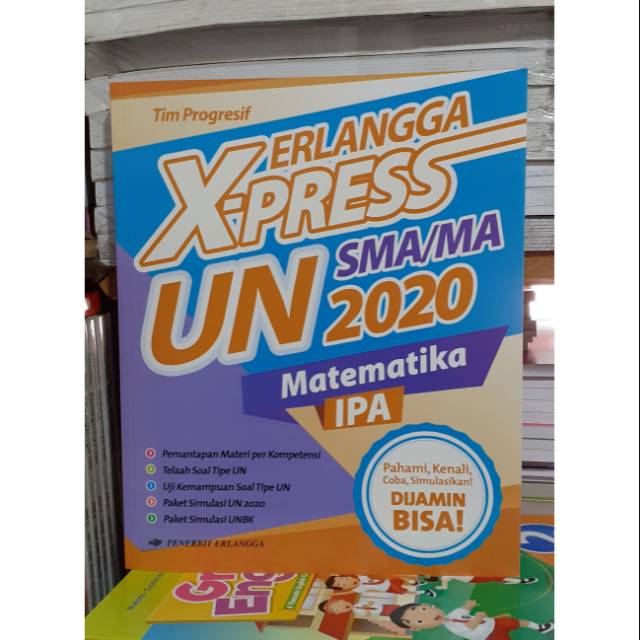 Tim Progresif
ERLANGGA
X-PRESS
UN SMA/MA
2020
Matematika
IPA
Pemantapan Materi per Kompetensi
Telaah Soal Tipe UN
Uji Kemampuan Soal Tipe UN
Paket Simulasi UN 2020
Paket Simulasi UNBK
Pahami, Kenali,
Coba, Simulasikan!
DIJAMIN
BISA!
PENERBIT ERLANGGA